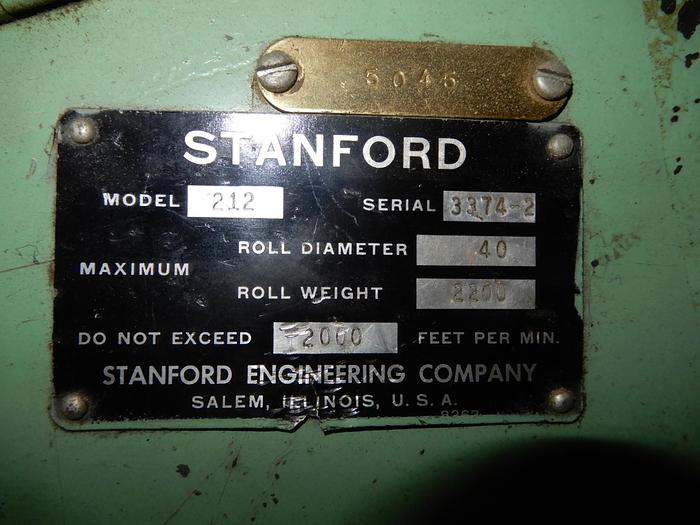 5045
STANFORD
MODEL 212 SERIAL 3374-2
MAXIMUM
ROLL DIAMETER 40
ROLL WEIGHT 2200
DO NOT EXCEED 2000 FEET PER MIN.
STANFORD ENGINEERING COMPANY
SALEM, ILLINOIS, U.S.A.